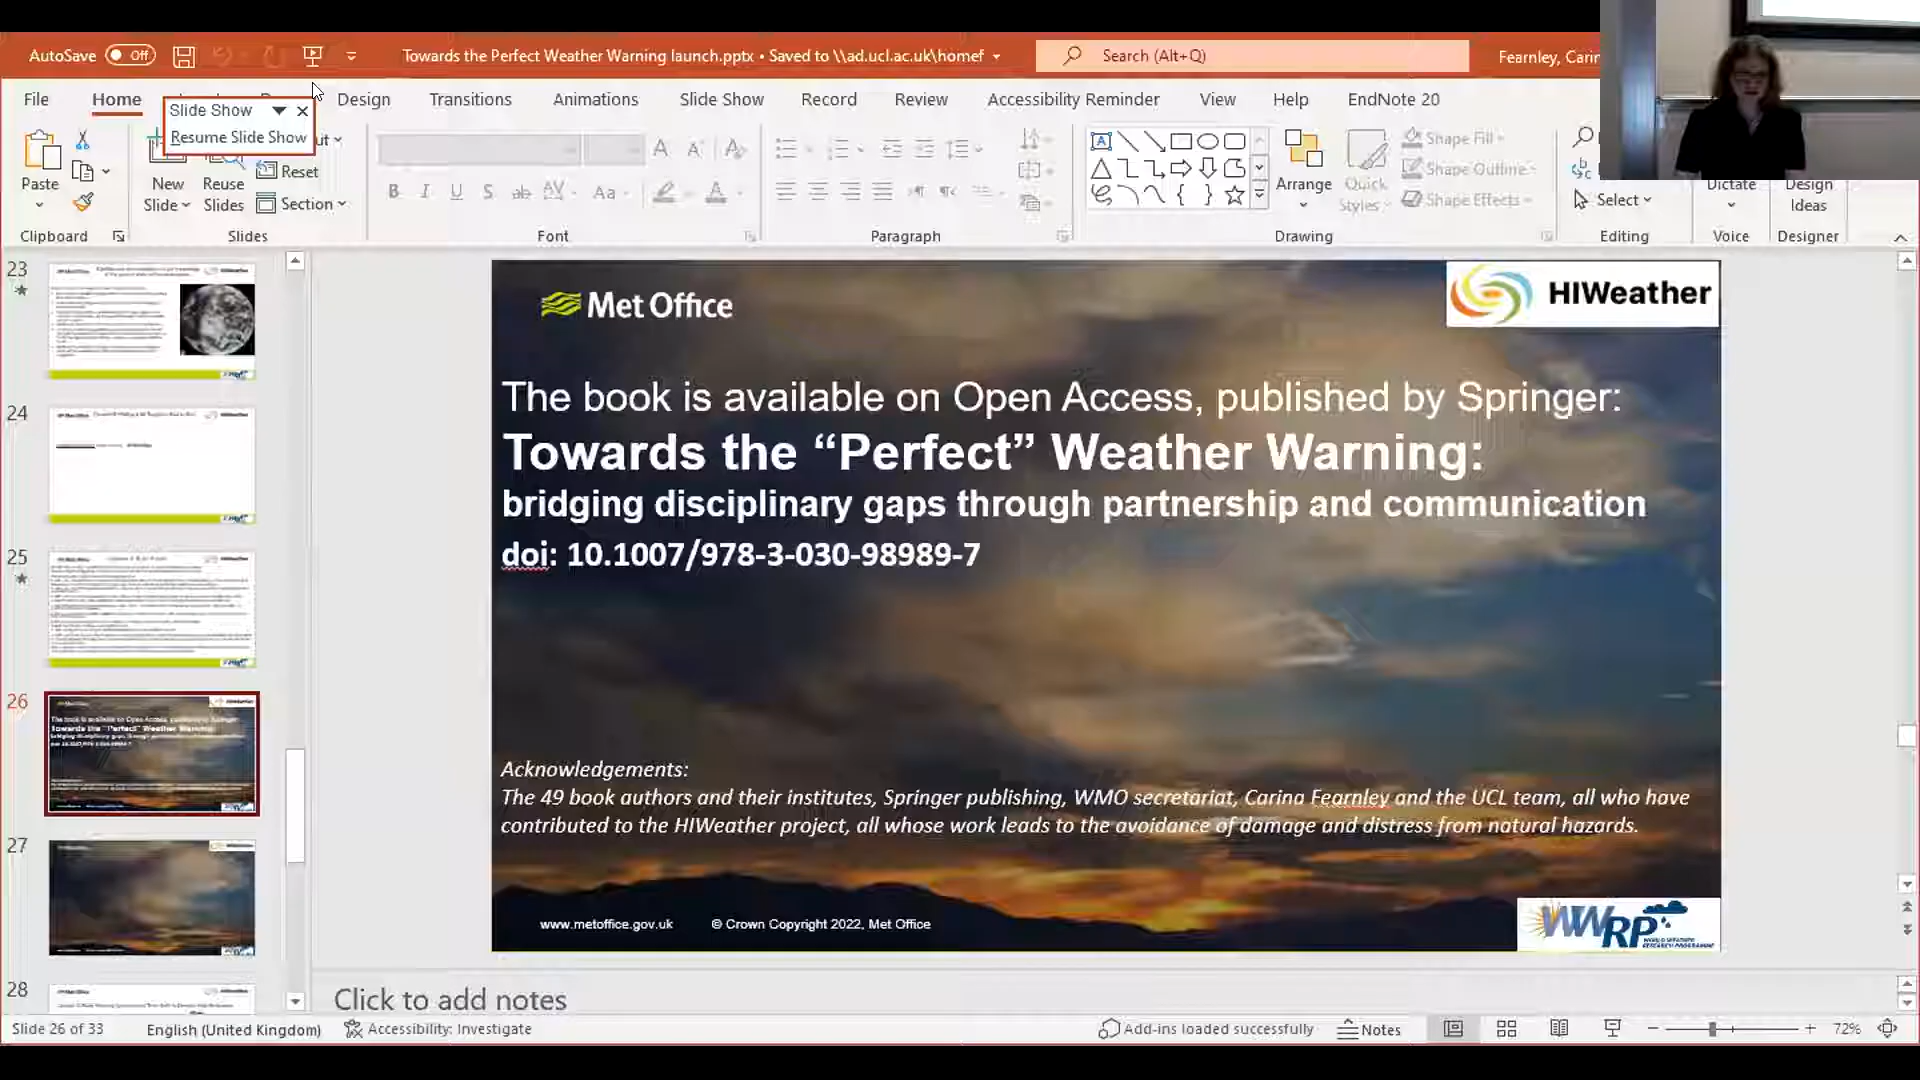 AutoSave Off
Towards the Perfect Weather Warning launch.pptx • Saved to \\ad.ucl.ac.uk\homef
Search (Alt+Q)
Fearnley, Carin
File
Home
Design
Transitions
Animations
Slide Show
Record
Review
Accessibility Reminder
View
Help
EndNote 20
Slide Show
Resume Slide Show
Paste
New Slide
Reuse Slides
Reset
Section
Arrange
Quick Styles
Shape Fill
Shape Outline
Shape Effects
Select
Dictate
Design Ideas
Clipboard
Slides
Font
Paragraph
Drawing
Editing
Voice
Designer
23
24
25
26
27
28
Met Office
HIWeather
The book is available on Open Access, published by Springer:
Towards the “Perfect” Weather Warning:
bridging disciplinary gaps through partnership and communication
doi: 10.1007/978-3-030-98989-7
Acknowledgements:
The 49 book authors and their institutes, Springer publishing, WMO secretariat, Carina Fearnley and the UCL team, all who have
contributed to the HIWeather project, all whose work leads to the avoidance of damage and distress from natural hazards.
www.metoffice.gov.uk
© Crown Copyright 2022, Met Office
WWRP
WORLD WEATHER
RESEARCH PROGRAMME
Click to add notes
Slide 26 of 33
English (United Kingdom)
Accessibility: Investigate
Add-ins loaded successfully
Notes
72%